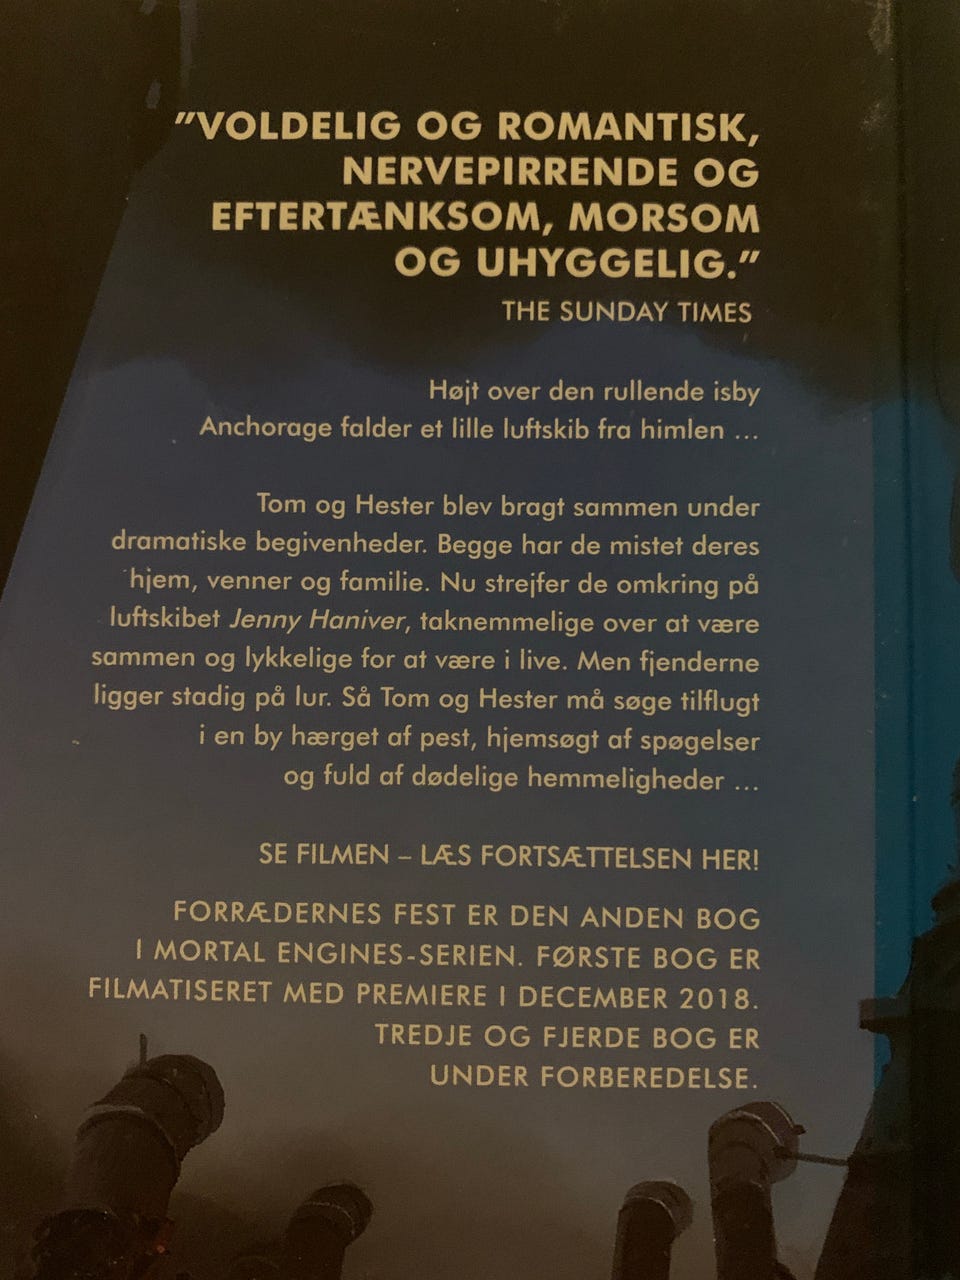 ”VOLDELIG OG ROMANTISK,
NERVEPIRRENDE OG
EFTERTÆNKSOM, MORSOM
OG UHYGGELIG.”
THE SUNDAY TIMES
Højt over den rullende isby
Anchorage falder et lille luftskib fra himlen ...
Tom og Hester blev bragt sammen under
dramatiske begivenheder. Begge har de mistet deres
hjem, venner og familie. Nu strejfer de omkring på
luftskibet Jenny Haniver, taknemmelige over at være
sammen og lykkelige for at være i live. Men fjenderne
ligger stadig på lur. Så Tom og Hester må søge tilflugt
i en by hærget af pest, hjemsøgt af spøgelser
og fuld af dødelige hemmeligheder ...
SE FILMEN – LÆS FORTSÆTTELSEN HER!
FORRÆDERNES FEST ER DEN ANDEN BOG
I MORTAL ENGINES-SERIEN. FØRSTE BOG ER
FILMATISERET MED PREMIERE I DECEMBER 2018.
TREDJE OG FJERDE BOG ER
UNDER FORBEREDELSE.